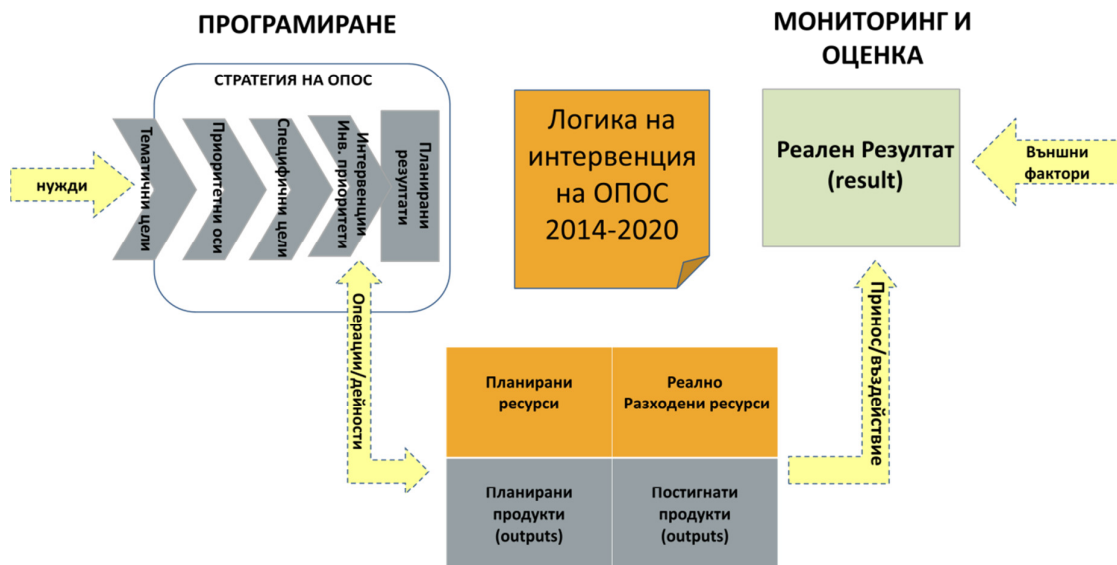 ПРОГРАМИРАНЕ
МОНИТОРИНГ И
ОЦЕНКА
СТРАТЕГИЯ НА ОПОС
нужди
Тематични цели
Приоритетни оси
Специфични цели
Интервенции
Инв. приоритети
Планирани
резултати
Логика на
интервенция
на ОПОС
2014-2020
Реален Резултат
(result)
Външни
фактори
Операции/дейности
Планирани
ресурси
Реално
Разходени ресурси
Планирани
продукти
(outputs)
Постигнати
продукти
(outputs)
Принос/въздействие